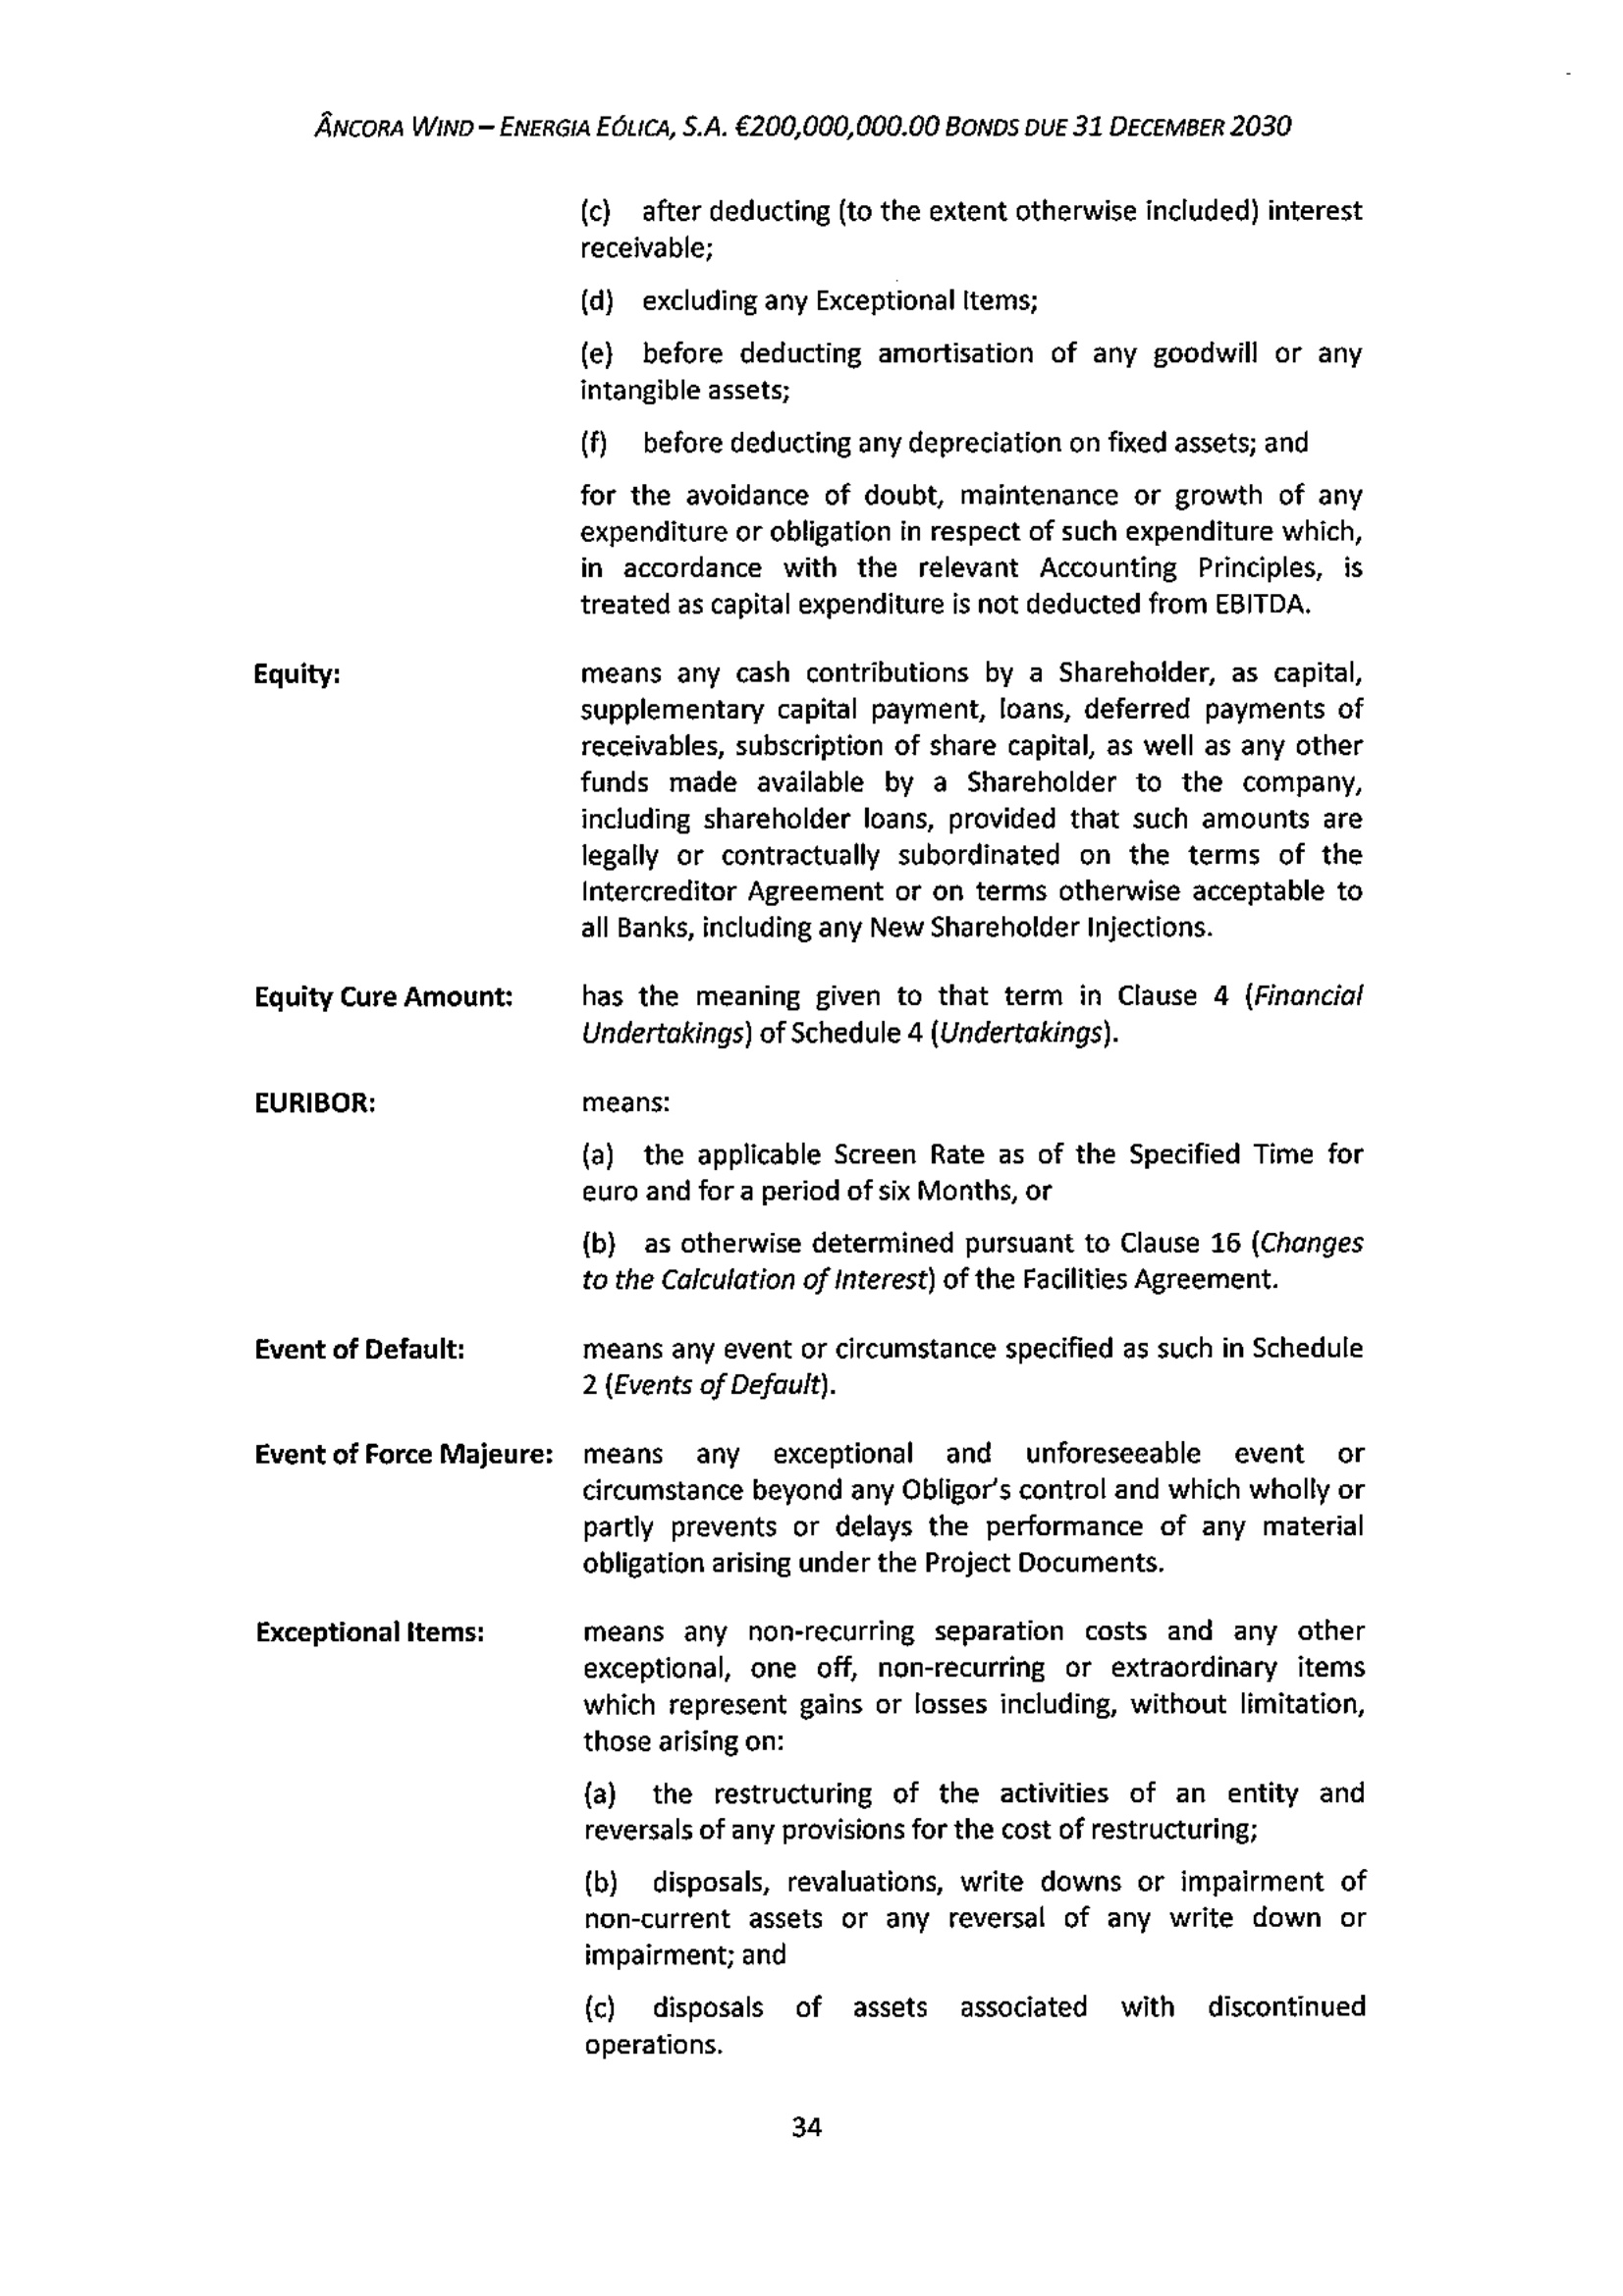 ÂNCORA WIND – ENERGIA EÓLICA, S.A. €200,000,000.00 BONDS DUE 31 DECEMBER 2030
(c) after deducting (to the extent otherwise included) interest
receivable;
(d) excluding any Exceptional Items;
(e) before deducting amortisation of any goodwill or any
intangible assets;
(f) before deducting any depreciation on fixed assets; and
for the avoidance of doubt, maintenance or growth of any
expenditure or obligation in respect of such expenditure which,
in accordance with the relevant Accounting Principles, is
treated as capital expenditure is not deducted from EBITDA.
Equity: means any cash contributions by a Shareholder, as capital,
supplementary capital payment, loans, deferred payments of
receivables, subscription of share capital, as well as any other
funds made available by a Shareholder to the company,
including shareholder loans, provided that such amounts are
legally or contractually subordinated on the terms of the
Intercreditor Agreement or on terms otherwise acceptable to
all Banks, including any New Shareholder Injections.
Equity Cure Amount: has the meaning given to that term in Clause 4 (Financial
Undertakings) of Schedule 4 (Undertakings).
EURIBOR: means:
(a) the applicable Screen Rate as of the Specified Time for
euro and for a period of six Months, or
(b) as otherwise determined pursuant to Clause 16 (Changes
to the Calculation of Interest) of the Facilities Agreement.
Event of Default: means any event or circumstance specified as such in Schedule
2 (Events of Default).
Event of Force Majeure: means any exceptional and unforeseeable event or
circumstance beyond any Obligor's control and which wholly or
partly prevents or delays the performance of any material
obligation arising under the Project Documents.
Exceptional Items: means any non-recurring separation costs and any other
exceptional, one off, non-recurring or extraordinary items
which represent gains or losses including, without limitation,
those arising on:
(a) the restructuring of the activities of an entity and
reversals of any provisions for the cost of restructuring;
(b) disposals, revaluations, write downs or impairment of
non-current assets or any reversal of any write down or
impairment; and
(c) disposals of assets associated with discontinued
operations.
34